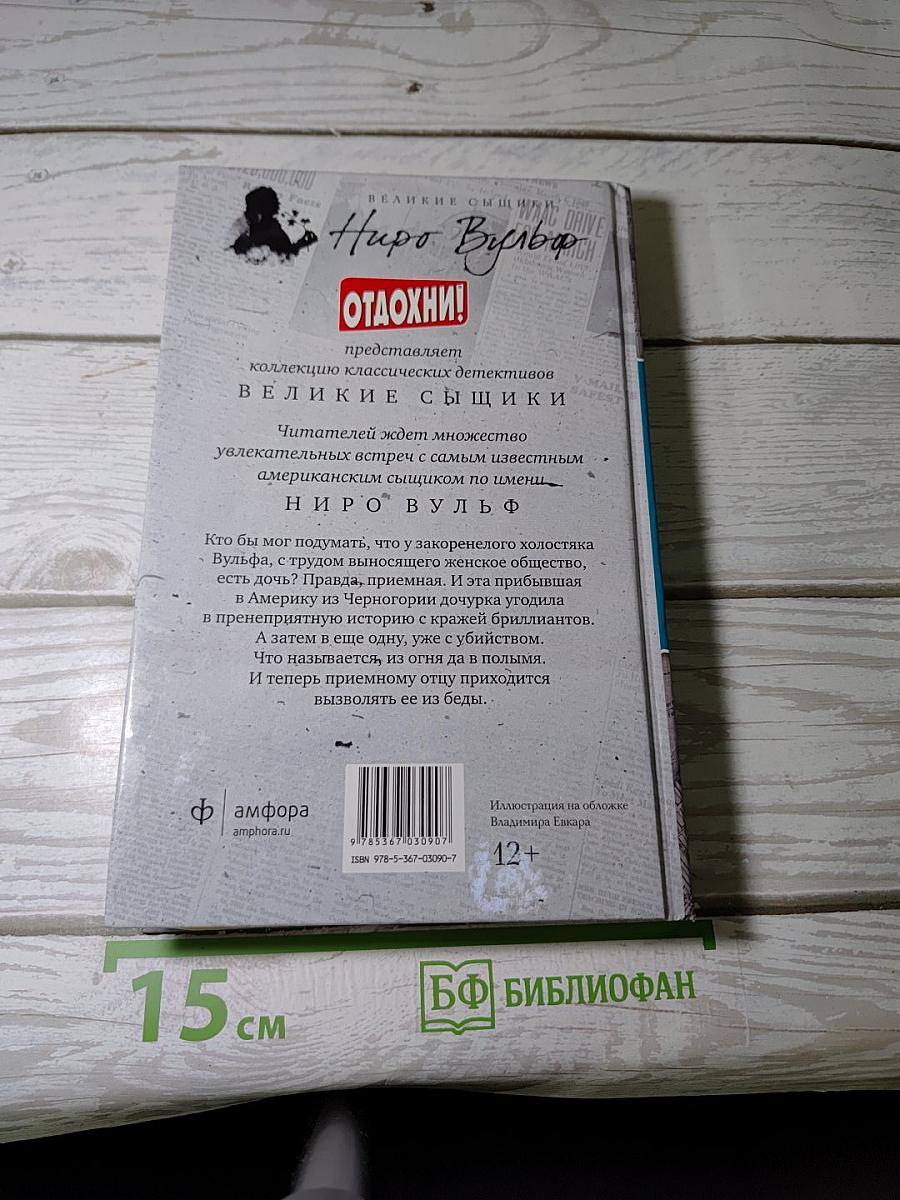 ВЕЛИКИЕ СЫЩИКИ
Ниро Вульф
ОТДОХНИ!
представляет
коллекцию классических детективов
ВЕЛИКИЕ СЫЩИКИ
Читателей ждет множество
увлекательных встреч с самым известным
американским сыщиком по имени
НИРО ВУЛЬФ
Кто бы мог подумать, что у закоренелого холостяка
Вульфа, с трудом выносящего женское общество,
есть дочь? Правда, приемная. И эта прибывшая
в Америку из Черногории дочурка угодила
в пренеприятную историю с кражей бриллиантов.
А затем в еще одну, уже с убийством.
Что называется, из огня да в полымя.
И теперь приемному отцу приходится
вызволять ее из беды.
ф амфора
amphora.ru
9 785367 030907
ISBN 978-5-367-03090-7
Иллюстрация на обложке
Владимира Евкара
12+
15 см
БФ БИБЛИОФАН